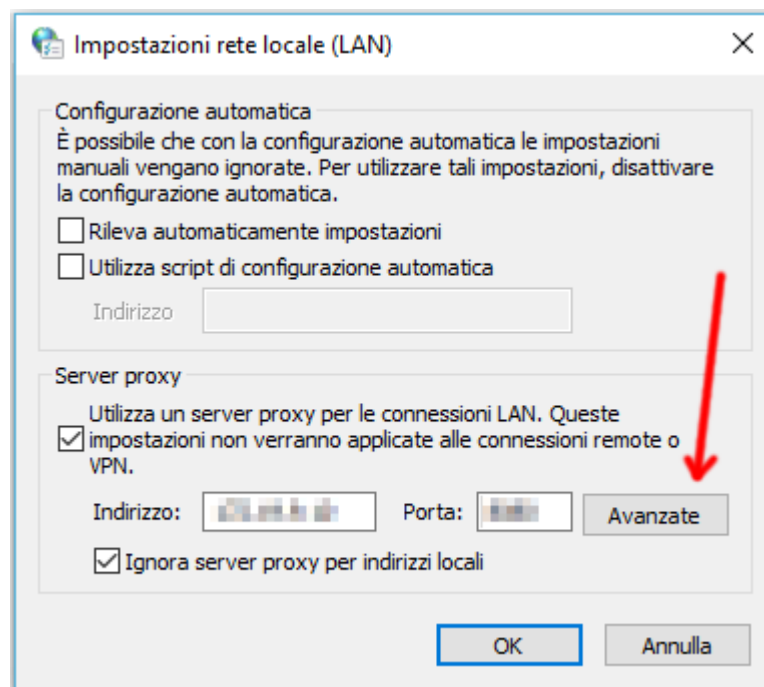 Impostazioni rete locale (LAN)
Configurazione automatica
È possibile che con la configurazione automatica le impostazioni
manuali vengano ignorate. Per utilizzare tali impostazioni, disattivare
la configurazione automatica.
Rileva automaticamente impostazioni
Utilizza script di configurazione automatica
Indirizzo
Server proxy
Utilizza un server proxy per le connessioni LAN. Queste
impostazioni non verranno applicate alle connessioni remote o
VPN.
Indirizzo: Porta: Avanzate
Ignora server proxy per indirizzi locali
OK Annulla